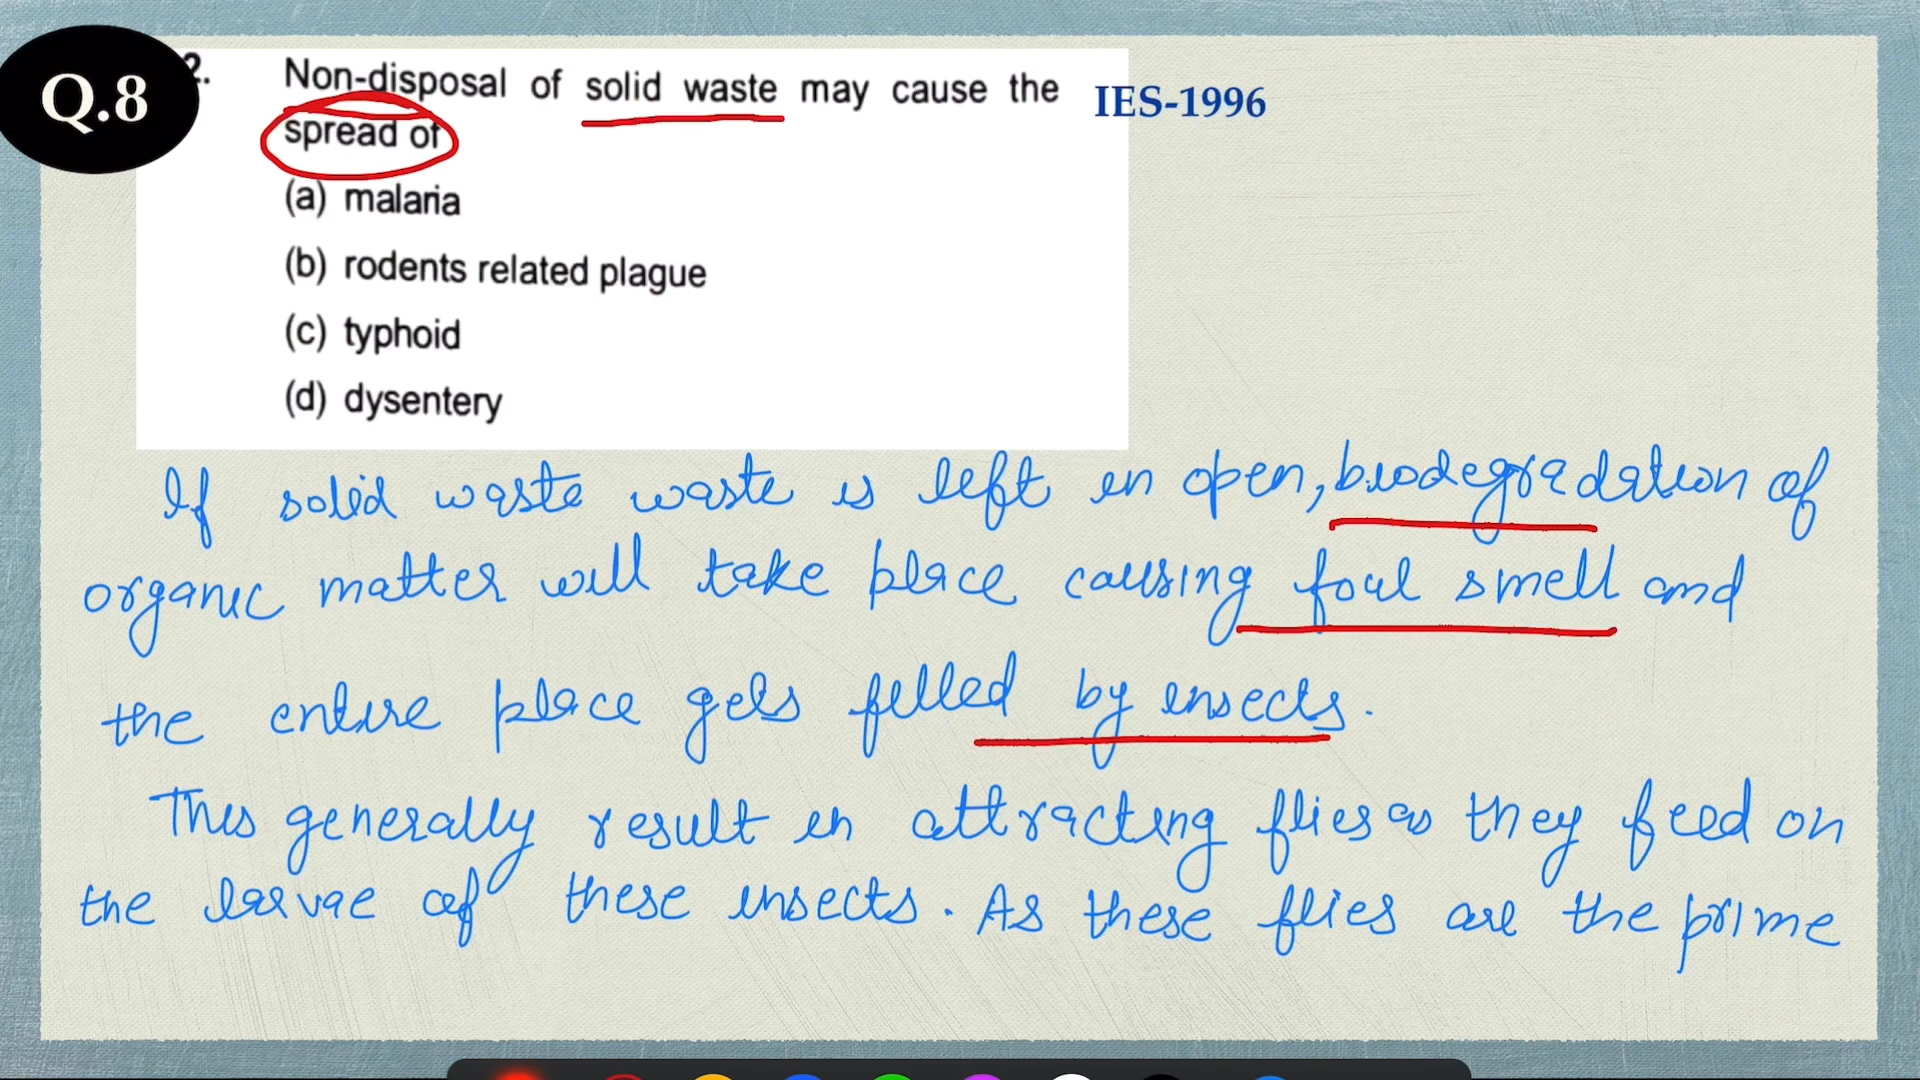 Q.8
2. Non-disposal of solid waste may cause the
IES-1996
spread of
(a) malaria
(b) rodents related plague
(c) typhoid
(d) dysentery
If solid waste waste is left in open, biodegradation of
organic matter will take place causing foul smell and
the entire place gets filled by insects.
This generally result in attracting flies as they feed on
the larvae of these insects. As these flies are the prime